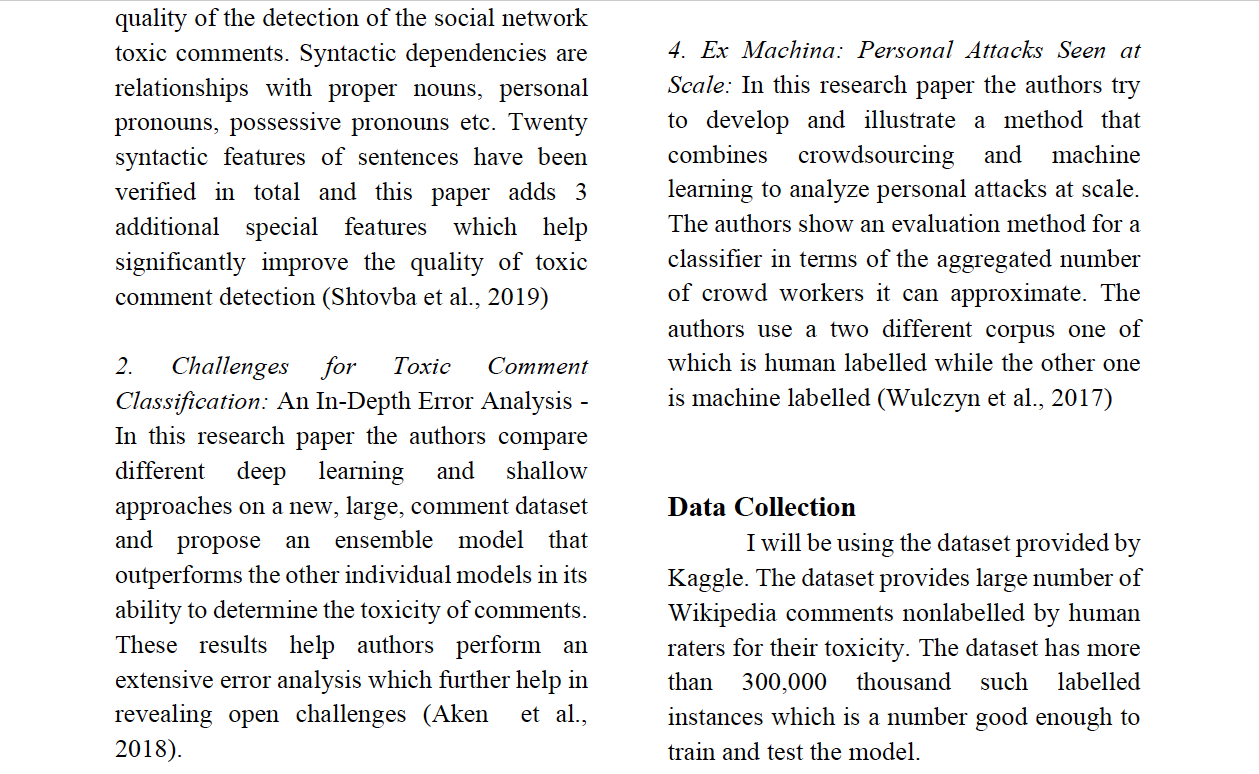 quality of the detection of the social network
toxic comments. Syntactic dependencies are
relationships with proper nouns, personal
pronouns, possessive pronouns etc. Twenty
syntactic features of sentences have been
verified in total and this paper adds 3
additional special features which help
significantly improve the quality of toxic
comment detection (Shtovba et al., 2019)
2. Challenges for Toxic Comment
Classification: An In-Depth Error Analysis -
In this research paper the authors compare
different deep learning and shallow
approaches on a new, large, comment dataset
and propose an ensemble model that
outperforms the other individual models in its
ability to determine the toxicity of comments.
These results help authors perform an
extensive error analysis which further help in
revealing open challenges (Aken et al.,
2018).
4. Ex Machina: Personal Attacks Seen at
Scale: In this research paper the authors try
to develop and illustrate a method that
combines crowdsourcing and machine
learning to analyze personal attacks at scale.
The authors show an evaluation method for a
classifier in terms of the aggregated number
of crowd workers it can approximate. The
authors use a two different corpus one of
which is human labelled while the other one
is machine labelled (Wulczyn et al., 2017)
Data Collection
I will be using the dataset provided by
Kaggle. The dataset provides large number of
Wikipedia comments nonlabelled by human
raters for their toxicity. The dataset has more
than 300,000 thousand such labelled
instances which is a number good enough to
train and test the model.